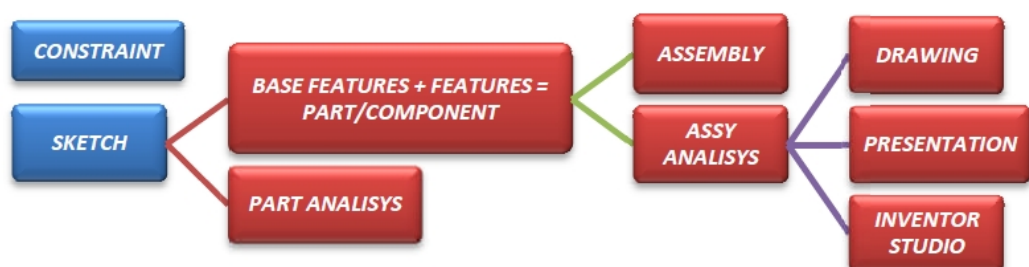 CONSTRAINT
SKETCH
BASE FEATURES + FEATURES =
PART/COMPONENT
PART ANALISYS
ASSEMBLY
ASSY
ANALISYS
DRAWING
PRESENTATION
INVENTOR
STUDIO